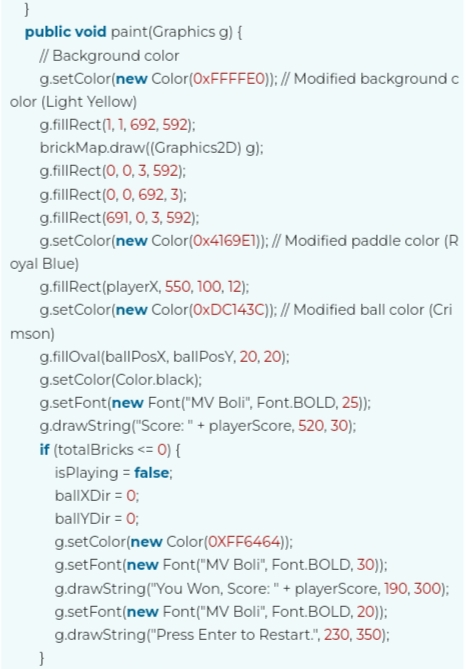 }
public void paint(Graphics g) {
// Background color
g.setColor(new Color(0xFFFFE0)); // Modified background c
olor (Light Yellow)
g.fillRect(1, 1, 692, 592);
brickMap.draw((Graphics2D) g);
g.fillRect(0, 0, 3, 592);
g.fillRect(0, 0, 692, 3);
g.fillRect(691, 0, 3, 592);
g.setColor(new Color(0x4169E1)); // Modified paddle color (R
oyal Blue)
g.fillRect(playerX, 550, 100, 12);
g.setColor(new Color(0xDC143C)); // Modified ball color (Cri
mson)
g.fillOval(ballPosX, ballPosY, 20, 20);
g.setColor(Color.black);
g.setFont(new Font("MV Boli", Font.BOLD, 25));
g.drawString("Score: " + playerScore, 520, 30);
if (totalBricks <= 0) {
isPlaying = false;
ballXDir = 0;
ballYDir = 0;
g.setColor(new Color(0XFF6464));
g.setFont(new Font("MV Boli", Font.BOLD, 30));
g.drawString("You Won, Score: " + playerScore, 190, 300);
g.setFont(new Font("MV Boli", Font.BOLD, 20));
g.drawString("Press Enter to Restart.", 230, 350);
}